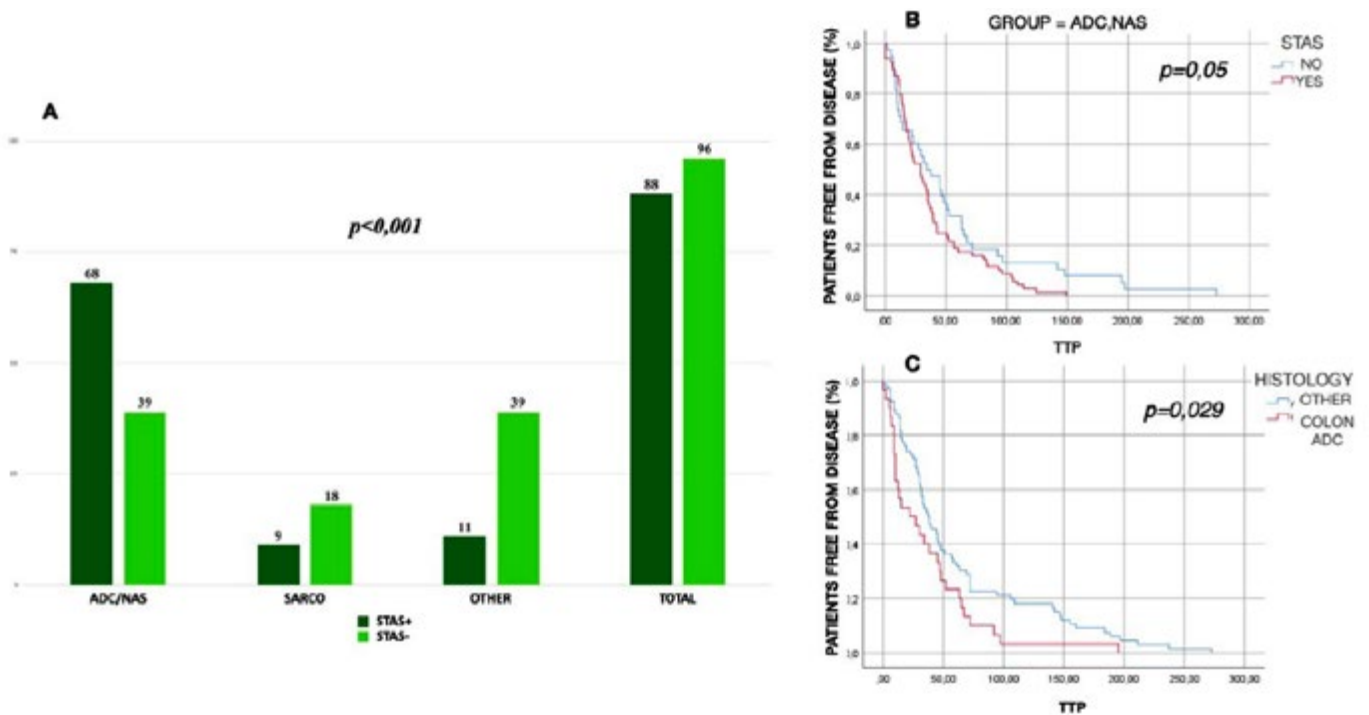 A
p<0,001
68
39
9
18
11
39
88
96
ADC/NAS
SARCO
OTHER
TOTAL
STAS+
STAS-
B
GROUP = ADC,NAS
PATIENTS FREE FROM DISEASE (%)
1,0
0,8
0,6
0,4
0,2
0,0
p=0,05
STAS
NO
YES
,00 50,00 100,00 150,00 200,00 250,00 300,00
TTP
C
PATIENTS FREE FROM DISEASE (%)
p=0,029
HISTOLOGY
OTHER
COLON
ADC
,00 50,00 100,00 150,00 200,00 250,00 300,00
TTP